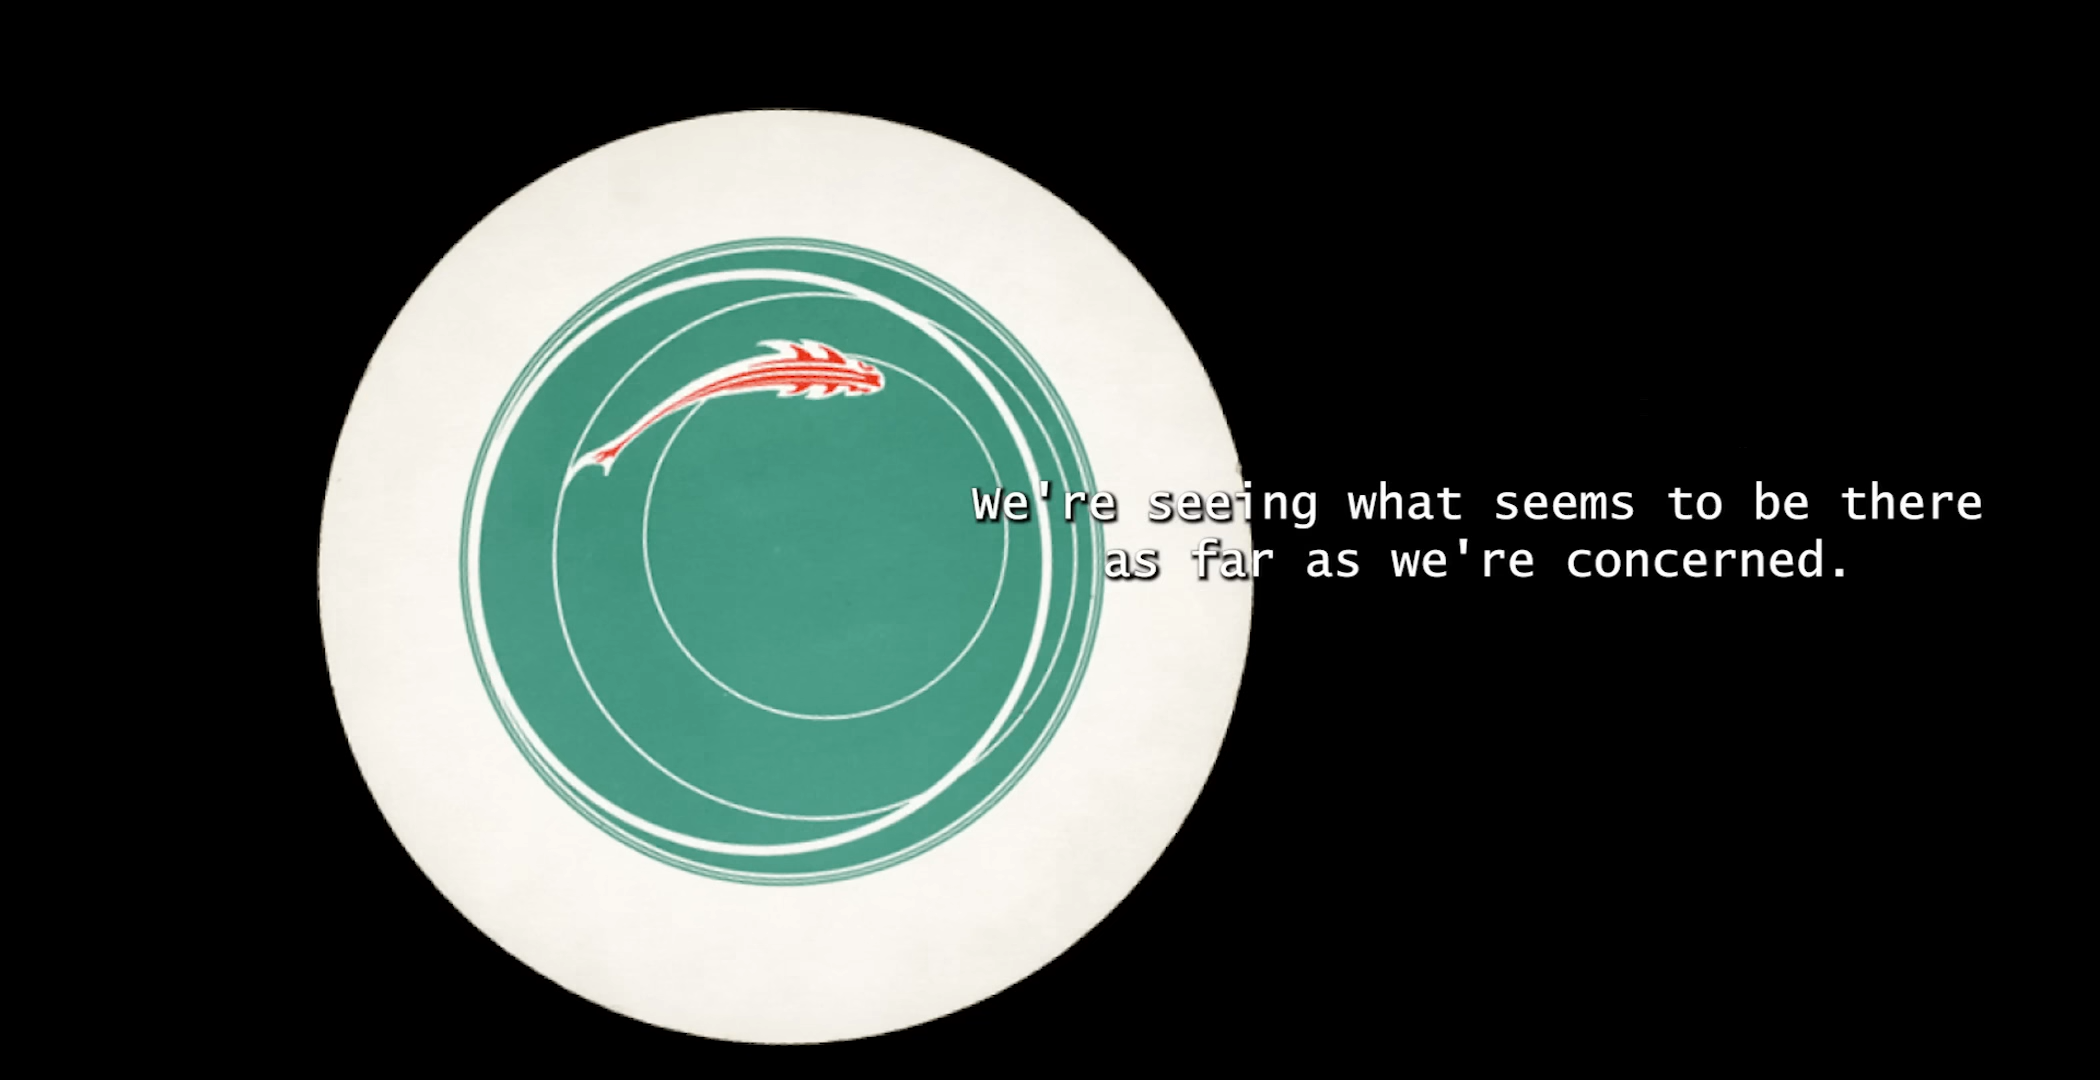 We're seeing what seems to be there
as far as we're concerned.